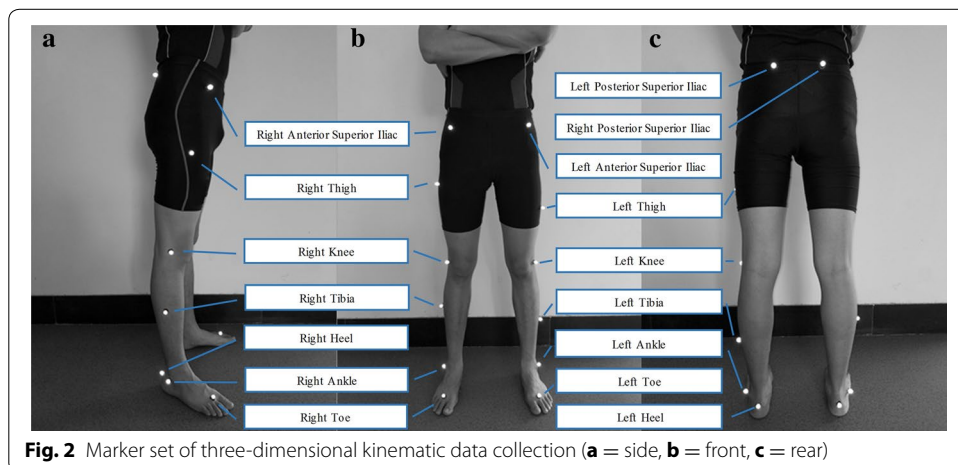 a
b
c
Right Anterior Superior Iliac
Right Thigh
Right Knee
Right Tibia
Right Heel
Right Ankle
Right Toe
Left Posterior Superior Iliac
Right Posterior Superior Iliac
Left Anterior Superior Iliac
Left Thigh
Left Knee
Left Tibia
Left Ankle
Left Toe
Left Heel
Fig. 2 Marker set of three-dimensional kinematic data collection (a = side, b = front, c = rear)